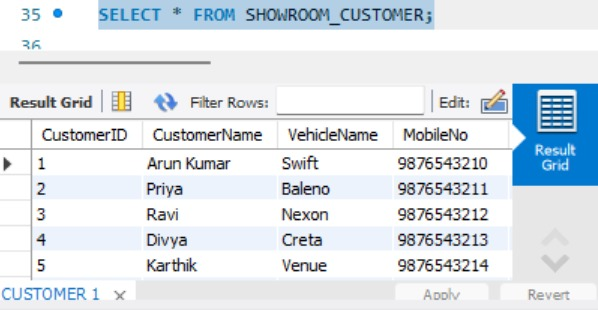 35 SELECT * FROM SHOWROOM_CUSTOMER;
36
Result Grid Filter Rows: Edit:
CustomerID CustomerName VehicleName MobileNo
1 Arun Kumar Swift 9876543210
2 Priya Baleno 9876543211
3 Ravi Nexon 9876543212
4 Divya Creta 9876543213
5 Karthik Venue 9876543214
Result
Grid
CUSTOMER 1 Apply Revert